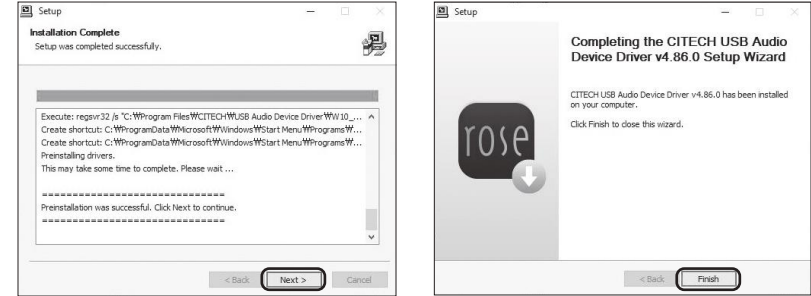 Setup
Installation Complete
Setup was completed successfully.
Execute: regsvr32 /s "C:₩Program Files₩CITECH₩USB Audio Device Driver₩W10_...
Create shortcut: C:₩ProgramData₩Microsoft₩Windows₩Start Menu₩Programs₩...
Create shortcut: C:₩ProgramData₩Microsoft₩Windows₩Start Menu₩Programs₩...
Preinstalling drivers.
This may take some time to complete. Please wait ...
==============================
Preinstallation was successful. Click Next to continue.
==============================
< Back
Next >
Cancel
Setup
rose
Completing the CITECH USB Audio
Device Driver v4.86.0 Setup Wizard
CITECH USB Audio Device Driver v4.86.0 has been installed
on your computer.
Click Finish to close this wizard.
< Back
Finish